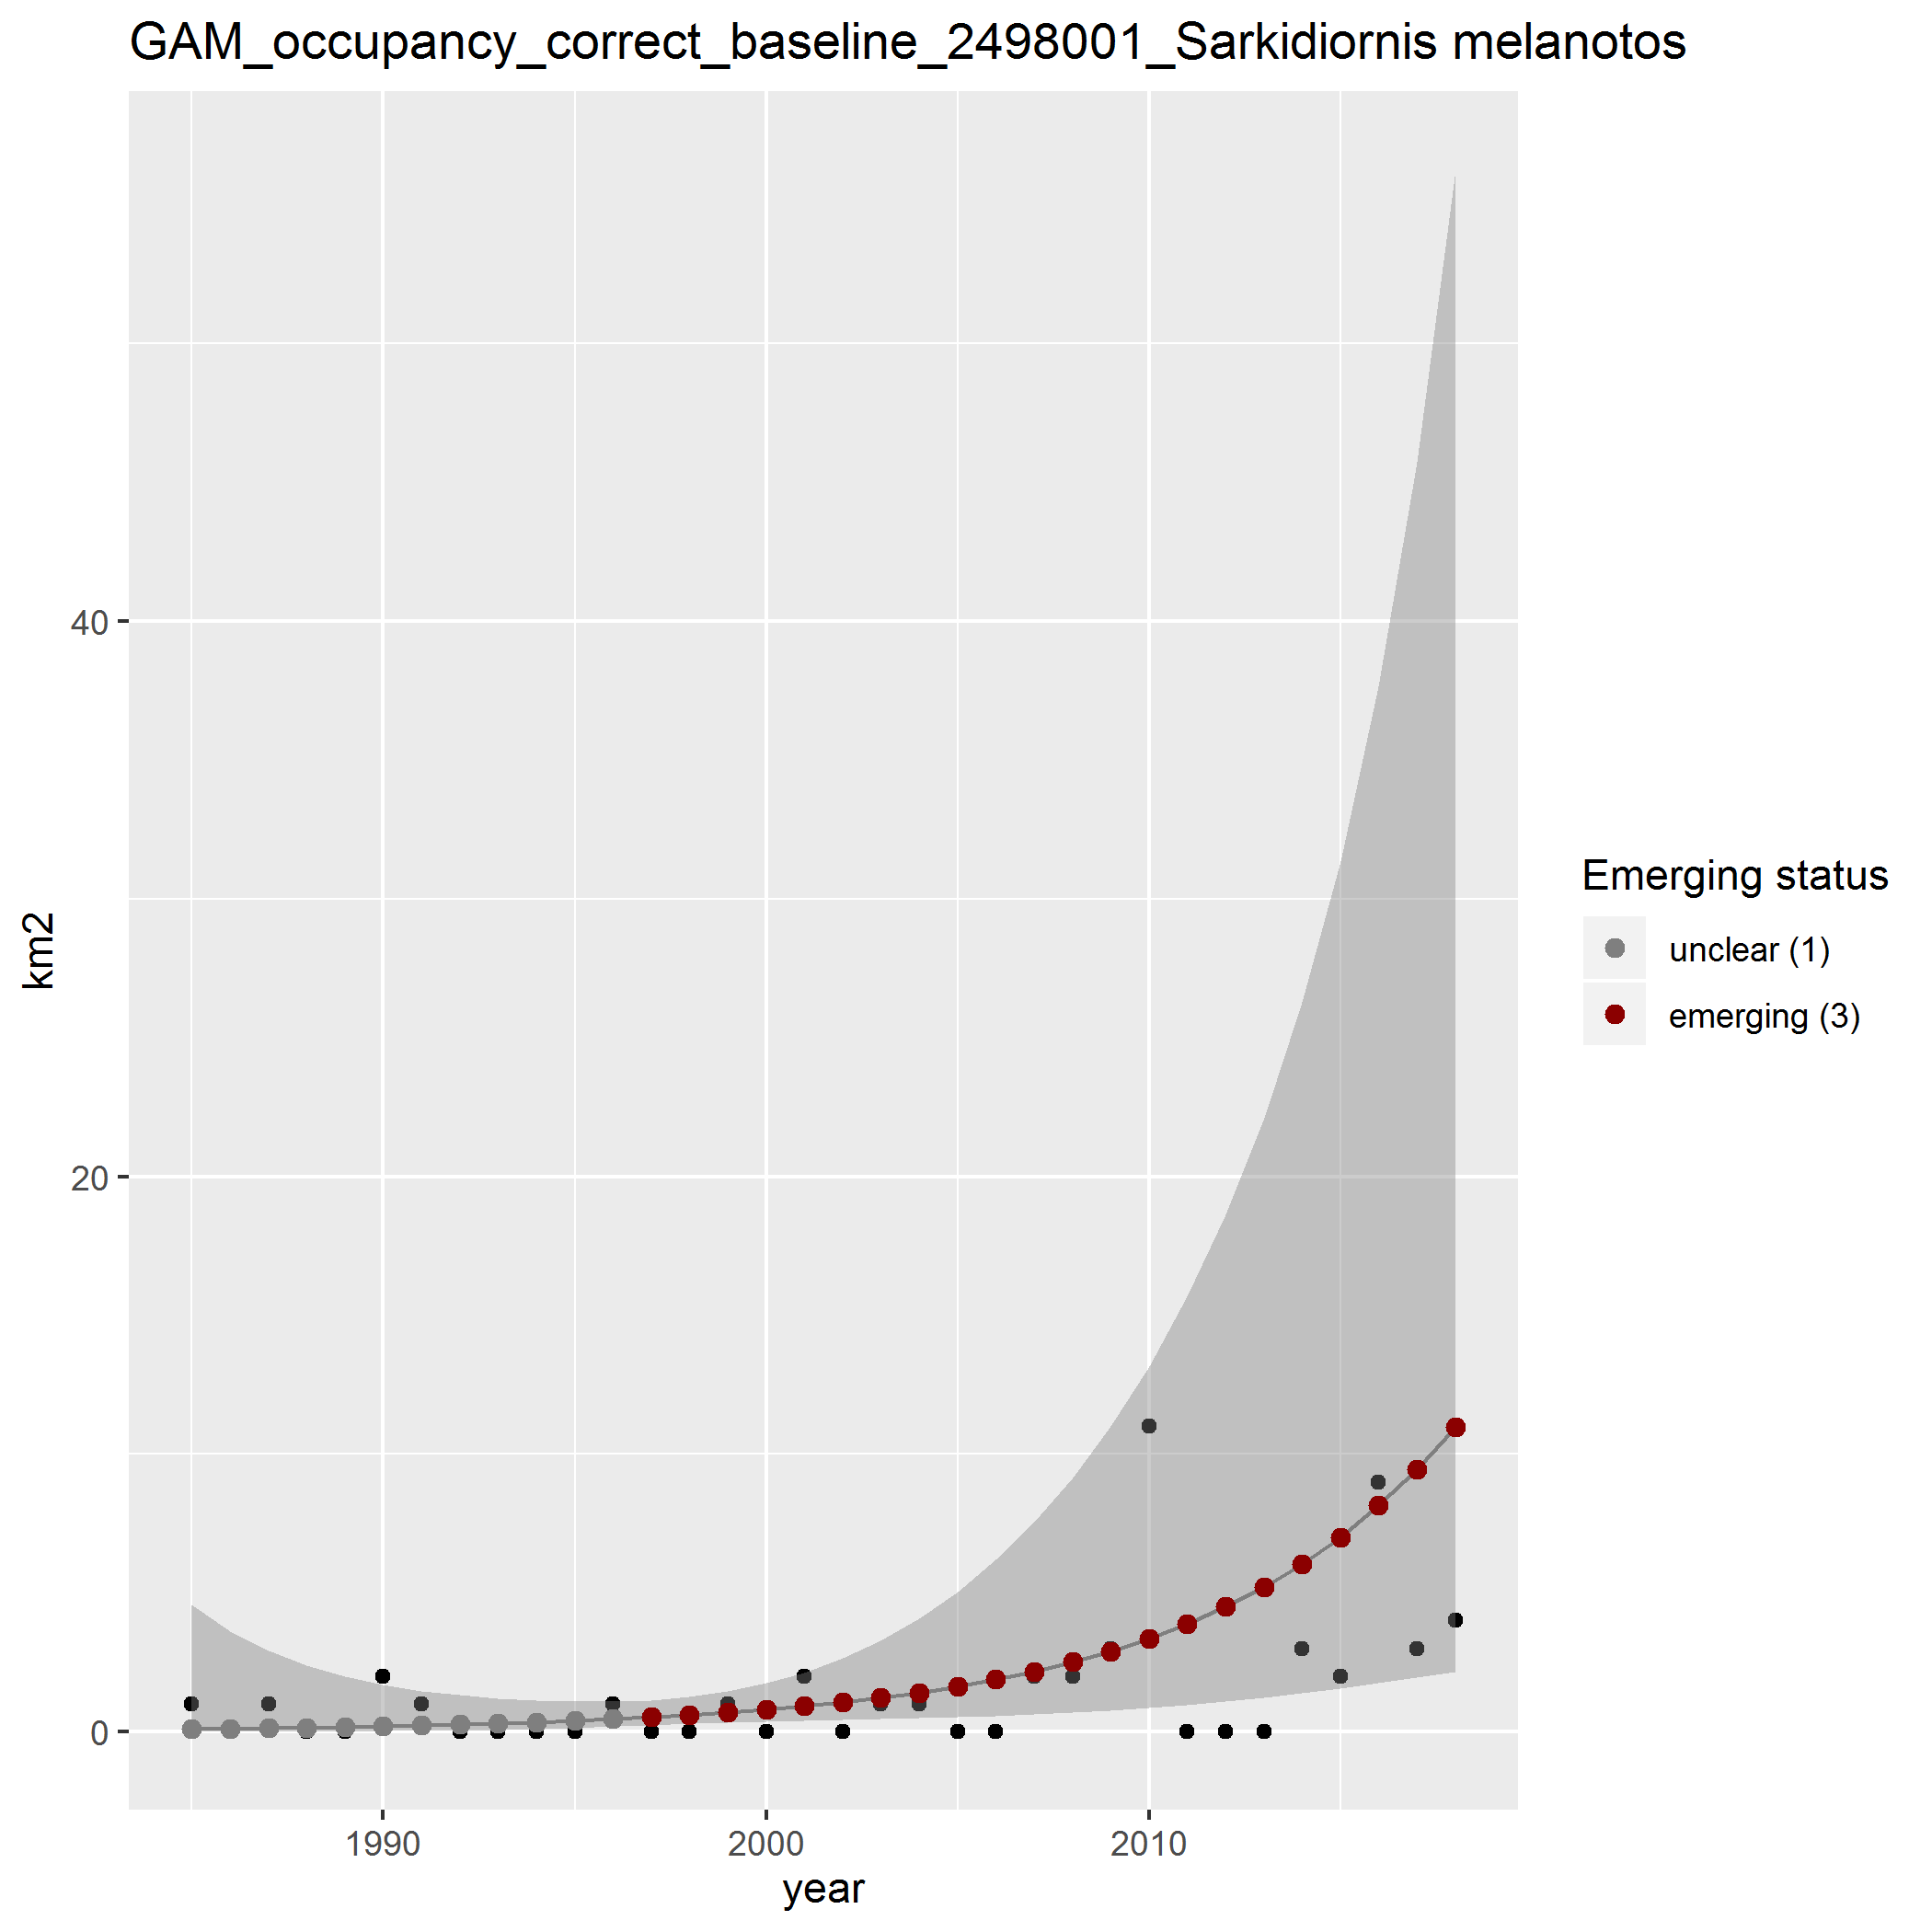 GAM_occupancy_correct_baseline_2498001_Sarkidiornis melanotos
km2
40
20
0
1990
2000
2010
year
Emerging status
unclear (1)
emerging (3)